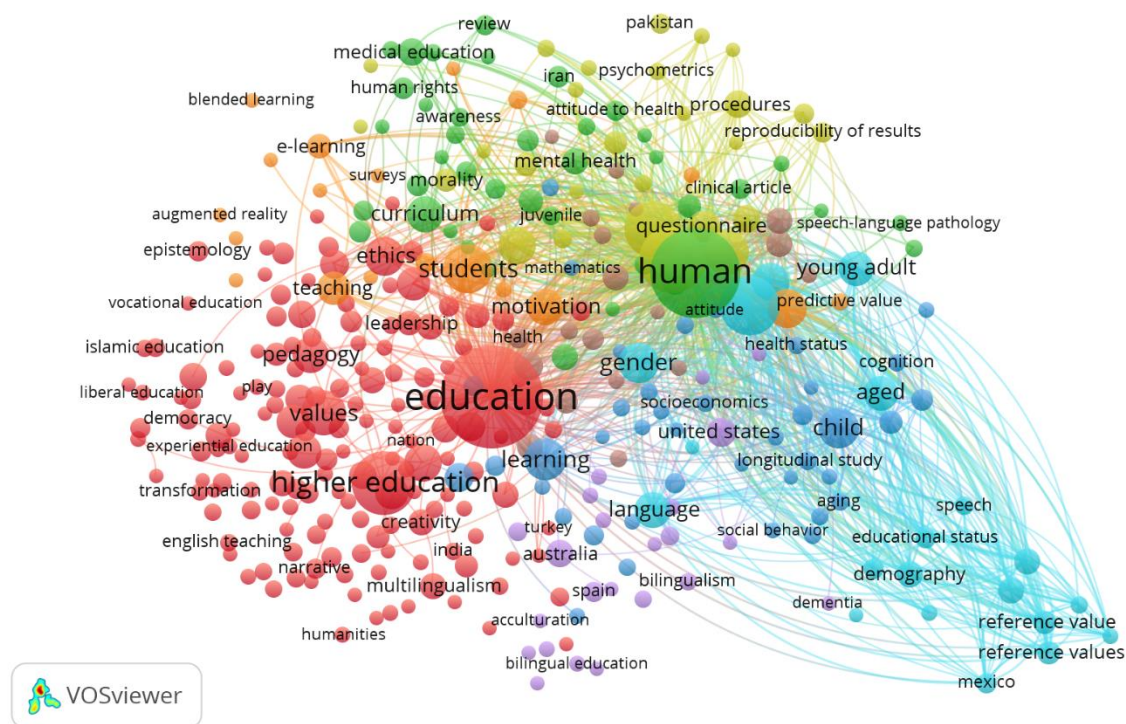 review
pakistan
medical education
iran
psychometrics
human rights
blended learning
attitude to health
procedures
awareness
reproducibility of results
e-learning
mental health
surveys
morality
clinical article
augmented reality
curriculum
juvenile
questionnaire
speech-language pathology
epistemology
ethics
students
mathematics
human
young adult
teaching
vocational education
motivation
attitude
predictive value
leadership
health
health status
islamic education
pedagogy
gender
cognition
liberal education
play
education
aged
socioeconomics
democracy
values
united states
child
experiential education
nation
learning
longitudinal study
transformation
higher education
aging
speech
language
creativity
turkey
social behavior
english teaching
india
australia
educational status
narrative
multilingualism
spain
bilingualism
demography
dementia
acculturation
reference value
humanities
bilingual education
reference values
mexico
VOSviewer